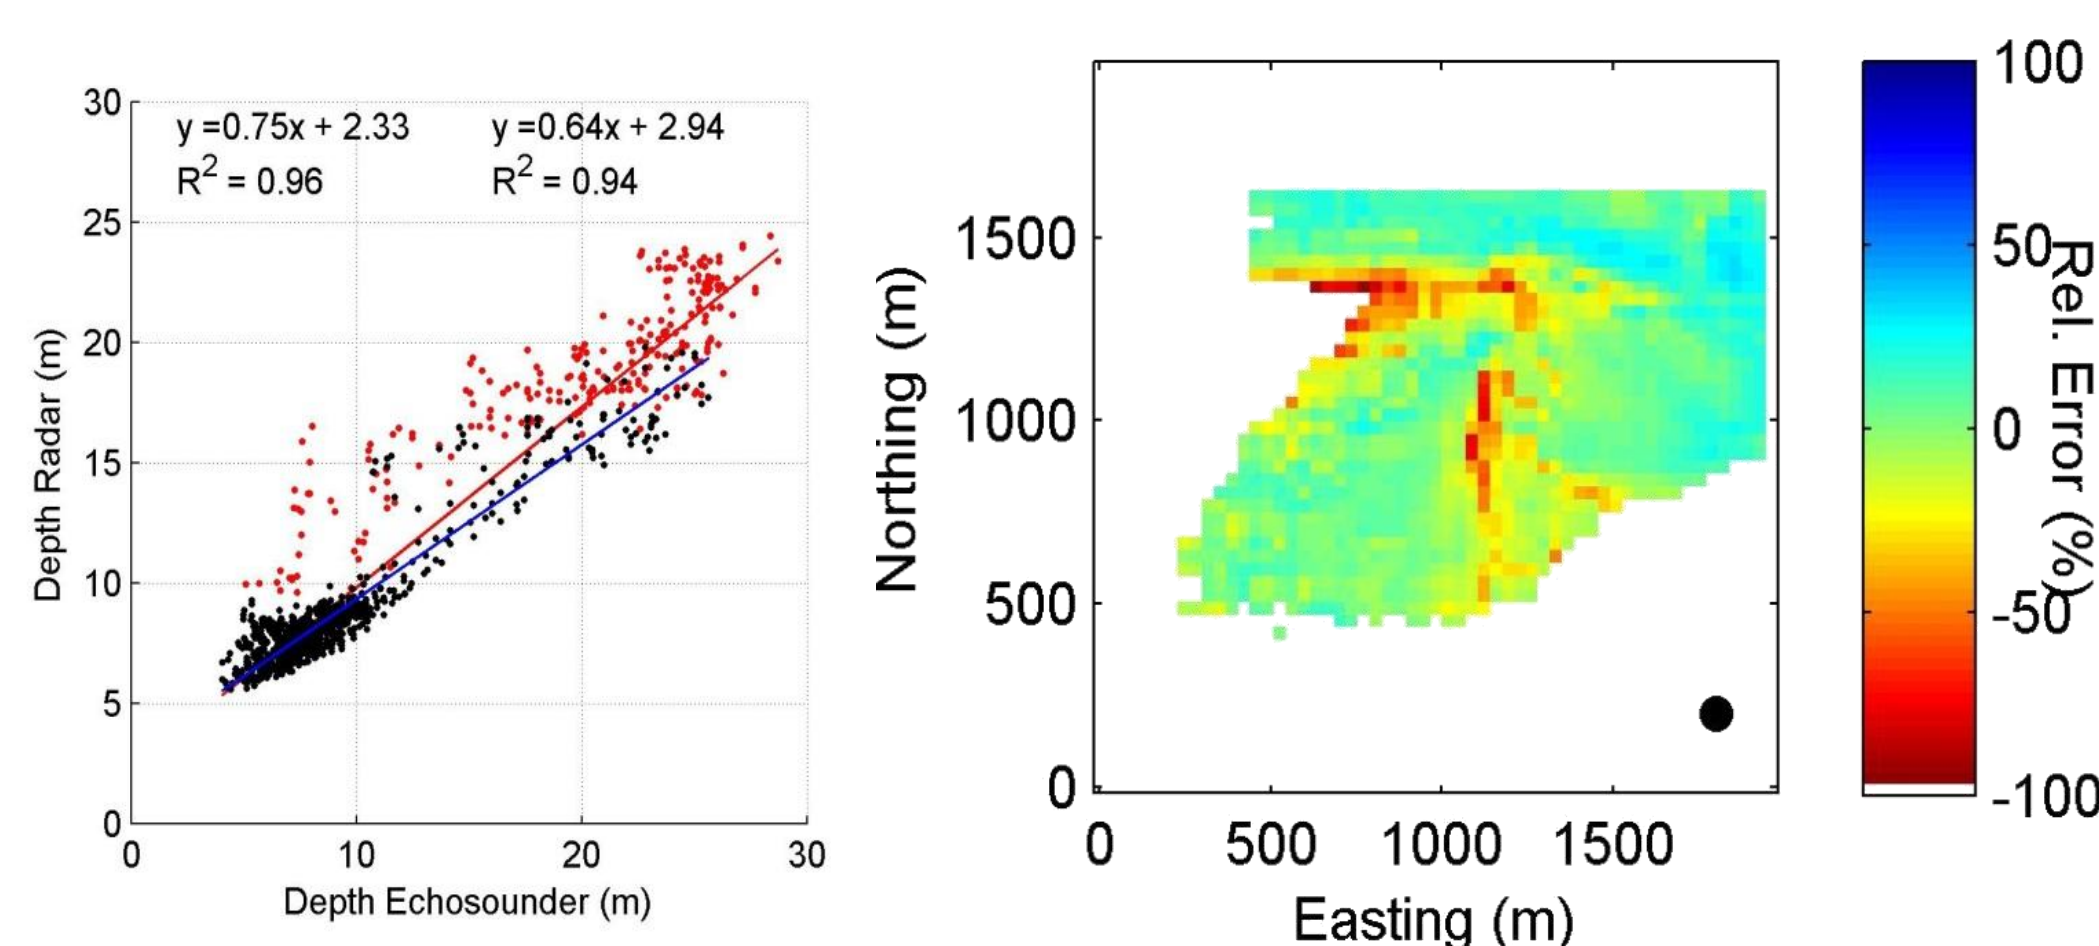 y =0.75x + 2.33
R2 = 0.96
y =0.64x + 2.94
R2 = 0.94
30
25
20
15
10
5
0
0 10 20 30
Depth Radar (m)
Depth Echosounder (m)
1500
1000
500
0
0 500 1000 1500
Northing (m)
Easting (m)
100
50
0
-50
-100
Rel. Error (%)